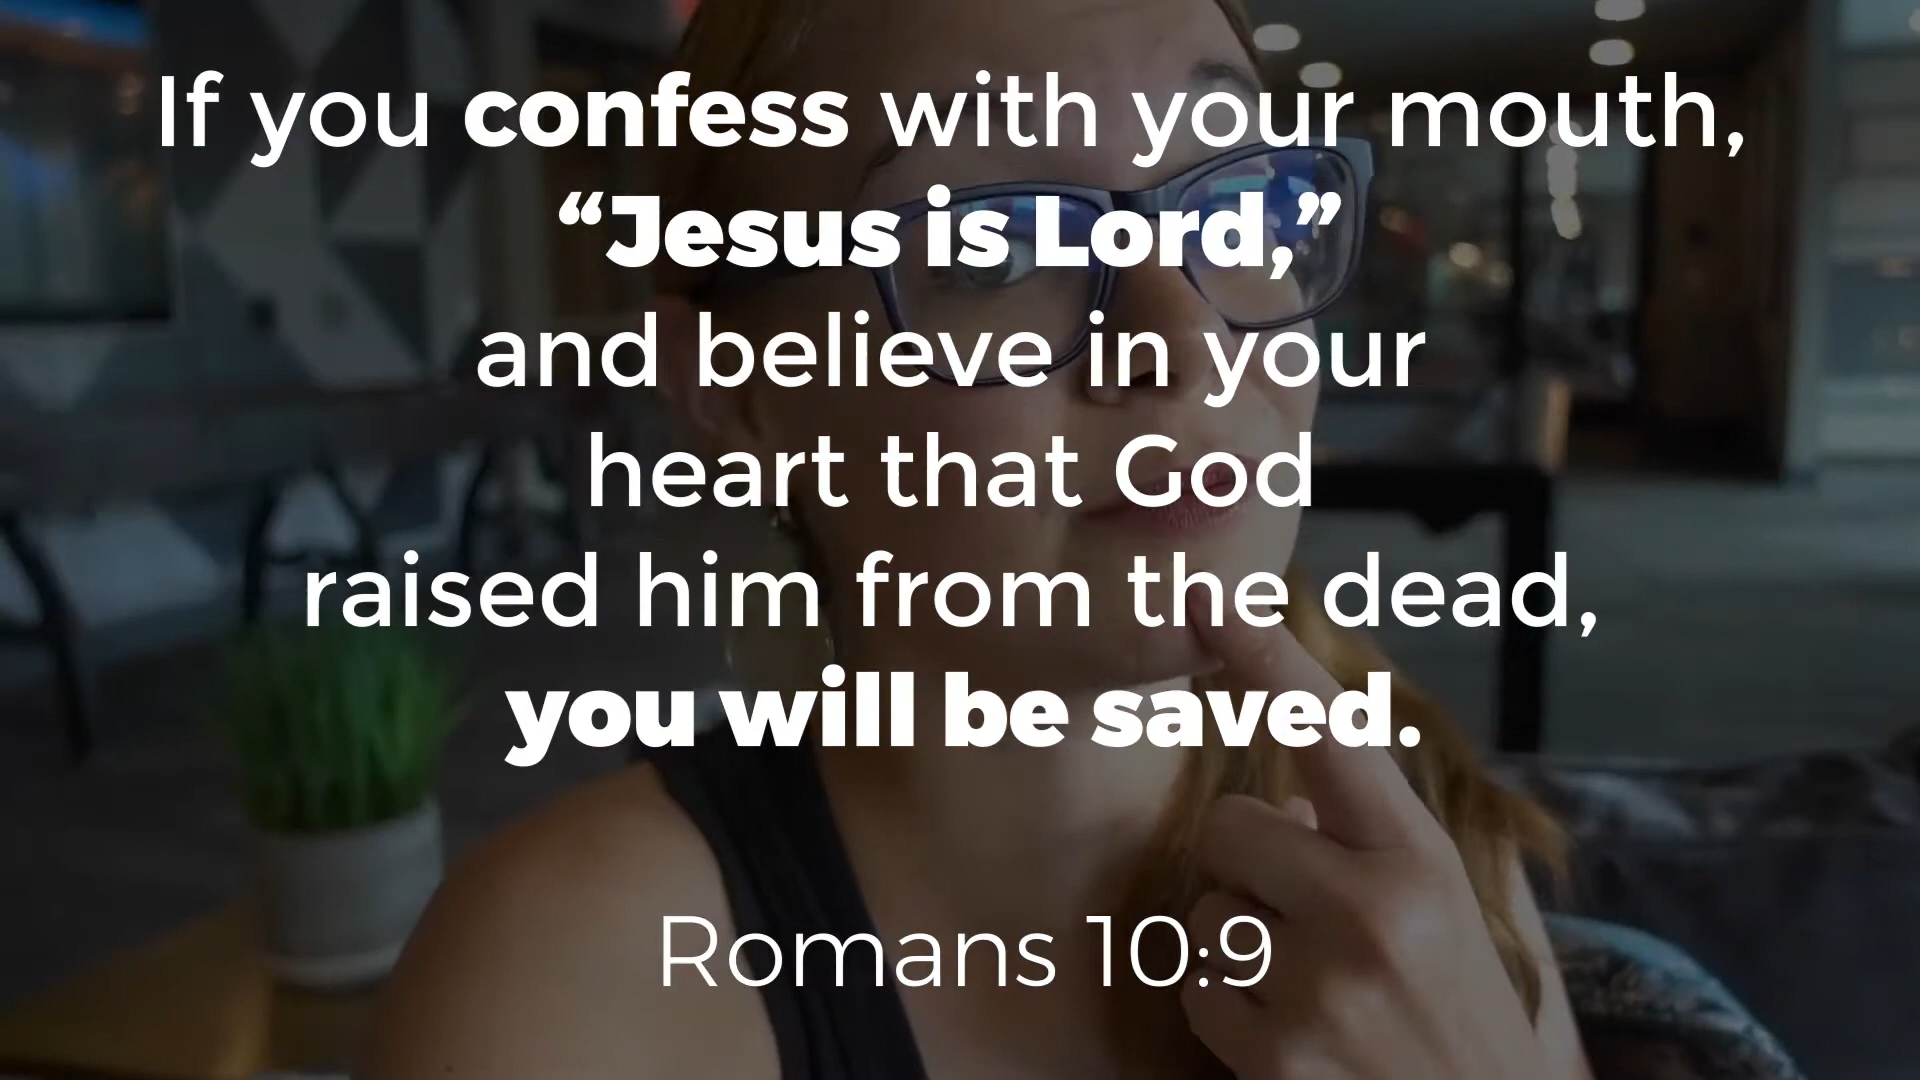 If you confess with your mouth,
“Jesus is Lord,”
and believe in your
heart that God
raised him from the dead,
you will be saved.
Romans 10:9